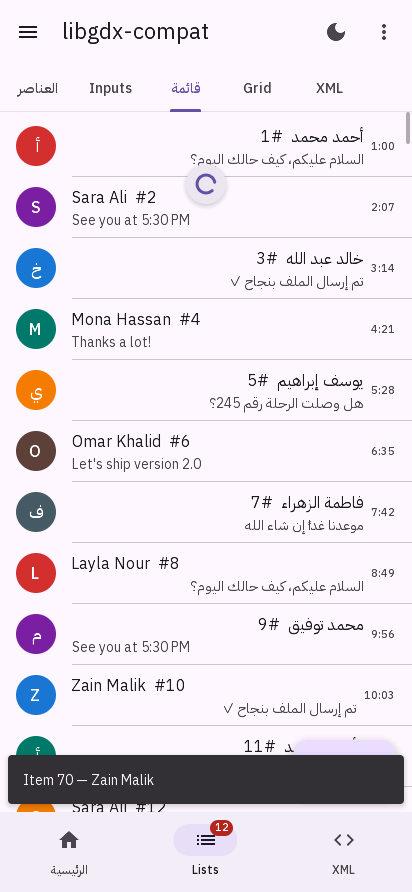 libgdx-compat
العناصر
Inputs
قائمة
Grid
XML
أ
أحمد محمد  #1
1:00
السلام عليكم، كيف حالك اليوم؟
S
Sara Ali  #2
2:07
See you at 5:30 PM
خ
خالد عبد الله  #3
3:14
تم إرسال الملف بنجاح ✓
M
Mona Hassan  #4
4:21
Thanks a lot!
ي
يوسف إبراهيم  #5
5:28
هل وصلت الرحلة رقم 245؟
O
Omar Khalid  #6
6:35
Let's ship version 2.0
ف
فاطمة الزهراء  #7
7:42
موعدنا غدًا إن شاء الله
L
Layla Nour  #8
8:49
السلام عليكم، كيف حالك اليوم؟
م
محمد توفيق  #9
9:56
See you at 5:30 PM
Z
Zain Malik  #10
10:03
تم إرسال الملف بنجاح ✓
#11
Item 70 — Zain Malik
Sara Ali  #12
12
الرئيسية
Lists
XML